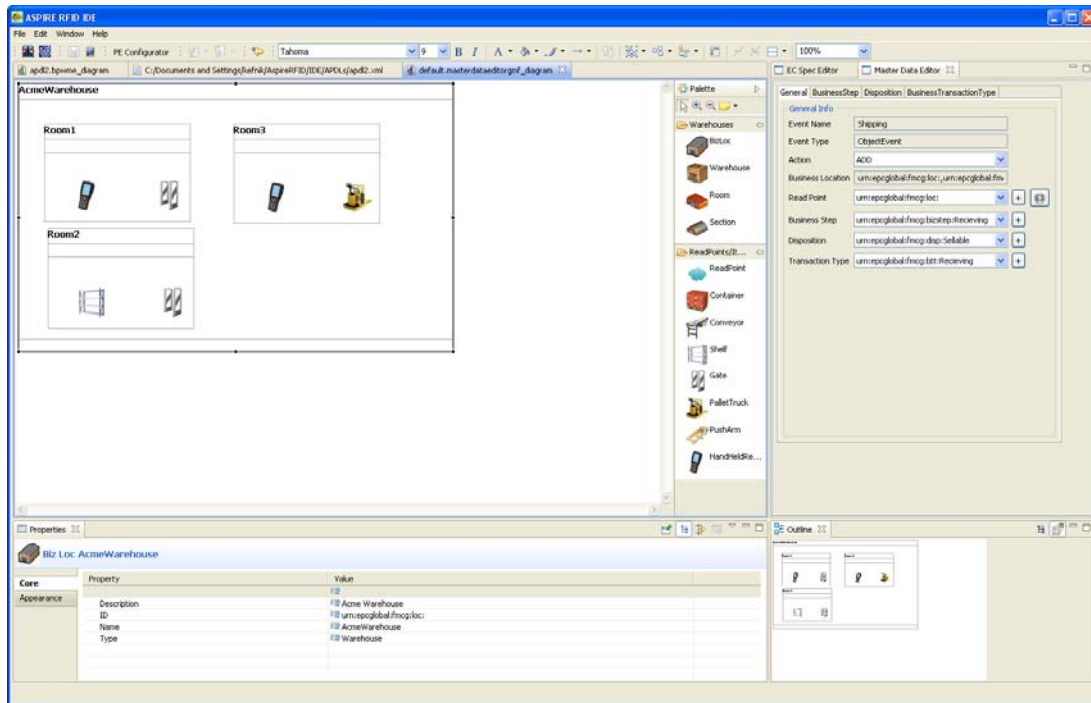 ASPIRE RFID IDE
File Edit Window Help
PE Configurator Tahoma 9 B I A 100%
apdl2.bpwme_diagram C:/Documents and Settings/kefnik/AspireRFID/IDE/APDLs/apdl2.xml default.masterdataeditorgmf_diagram EC Spec Editor Master Data Editor
AcmeWarehouse
Room1
Room3
Room2
Palette
Warehouses
BizLoc
Warehouse
Room
Section
ReadPoints/It...
ReadPoint
Container
Conveyor
Shelf
Gate
PalletTruck
PushArm
HandHeldRe...
General BusinessStep Disposition BusinessTransactionType
General Info
Event Name Shipping
Event Type ObjectEvent
Action ADD
Business Location urn:epcglobal:fmcg:loc:,urn:epcglobal:fm
Read Point urn:epcglobal:fmcg:loc: +
Business Step urn:epcglobal:fmcg:bizstep:Recieving +
Disposition urn:epcglobal:fmcg:disp:Sellable +
Transaction Type urn:epcglobal:fmcg:btt:Recieving +
Properties
Biz Loc AcmeWarehouse
Core
Appearance
Property Value
Description Acme Warehouse
ID urn:epcglobal:fmcg:loc:
Name AcmeWarehouse
Type Warehouse
Outline